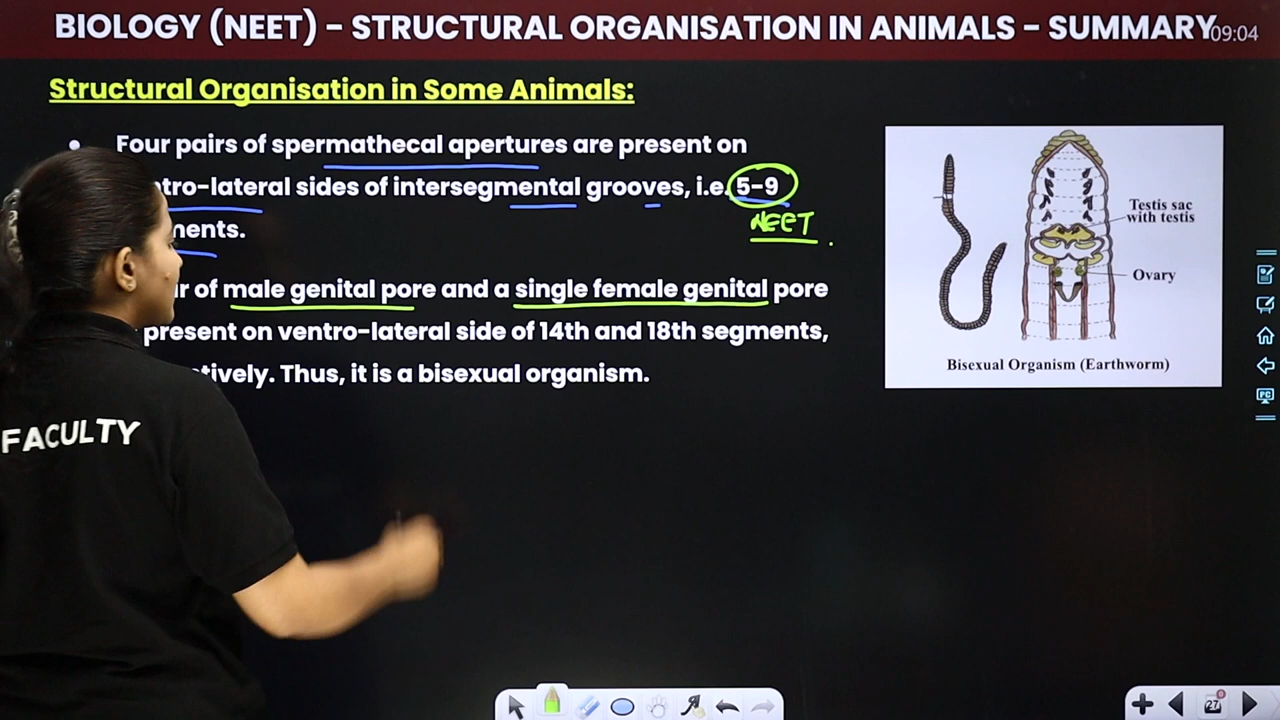 BIOLOGY (NEET) – STRUCTURAL ORGANISATION IN ANIMALS – SUMMARY
09:04
Structural Organisation in Some Animals:
• Four pairs of spermathecal apertures are present on
tro-lateral sides of intersegmental grooves, i.e. 5-9
NEET
nents.
r of male genital pore and a single female genital pore
present on ventro-lateral side of 14th and 18th segments,
tively. Thus, it is a bisexual organism.
Testis sac
with testis
Ovary
Bisexual Organism (Earthworm)
FACULTY
PC
27